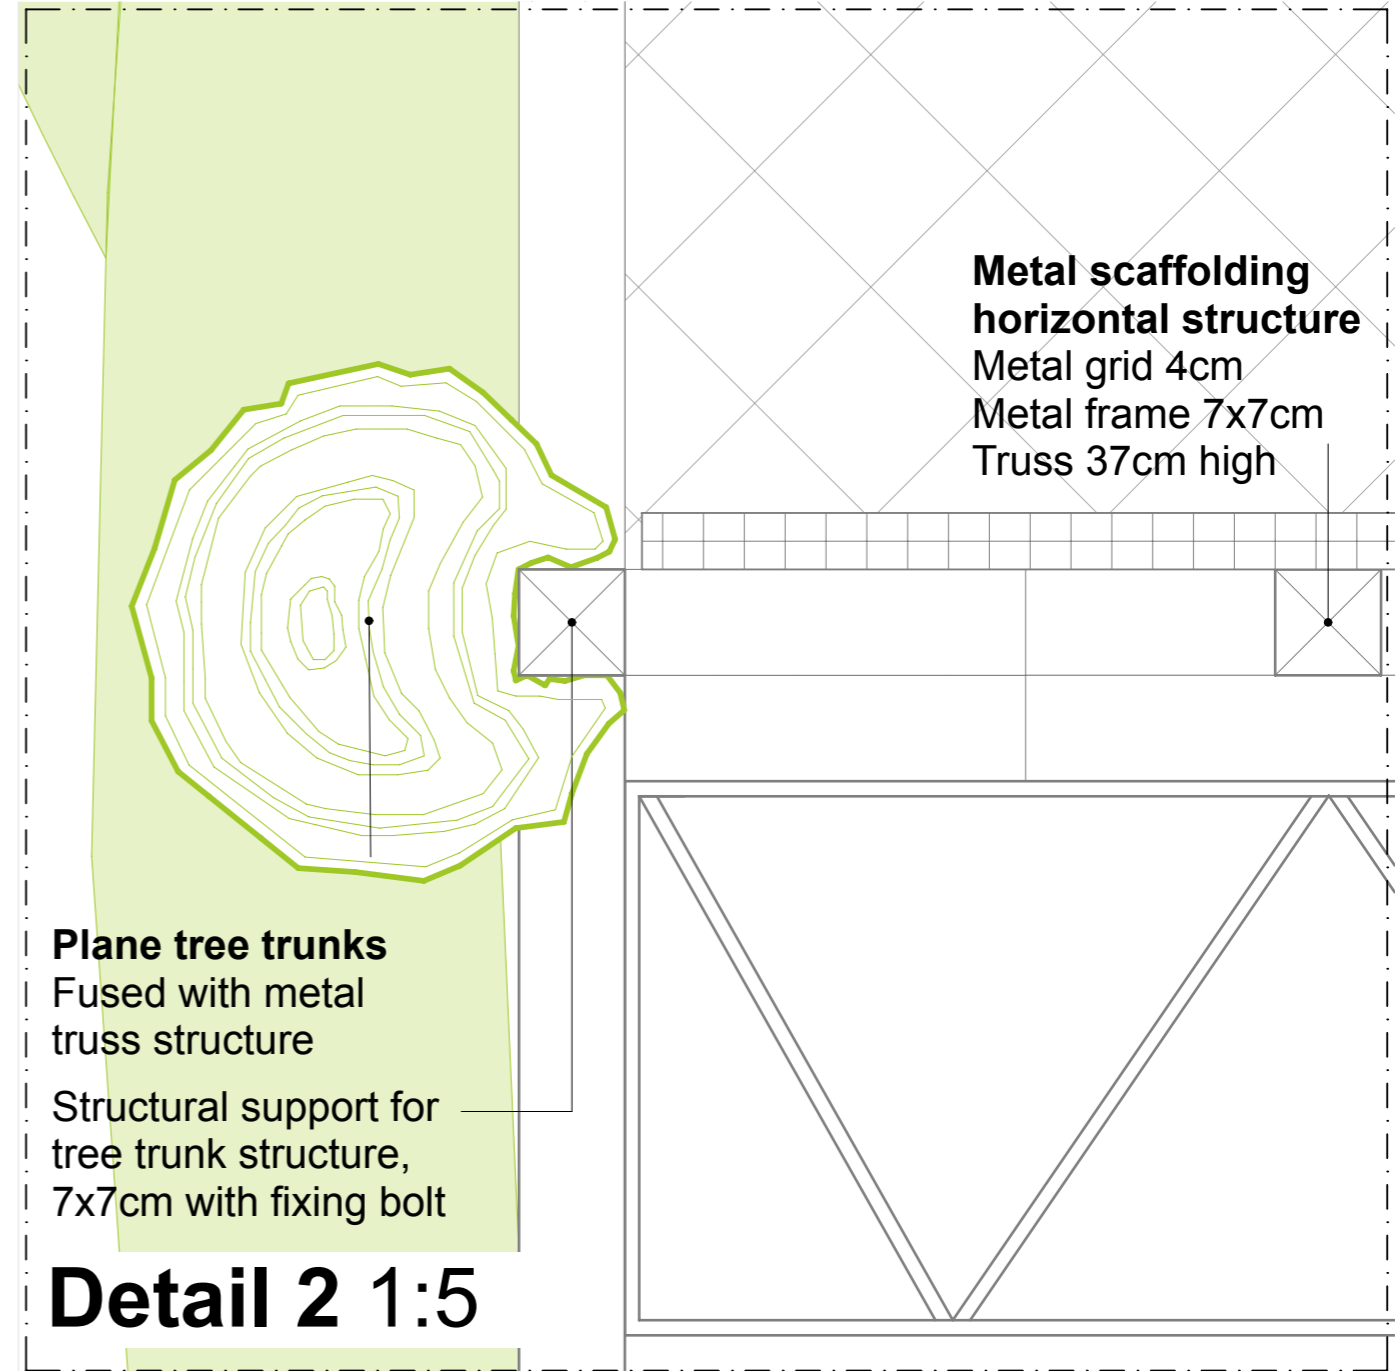 Metal scaffolding
horizontal structure
Metal grid 4cm
Metal frame 7x7cm
Truss 37cm high
Plane tree trunks
Fused with metal
truss structure
Structural support for
tree trunk structure,
7x7cm with fixing bolt
Detail 2 1:5